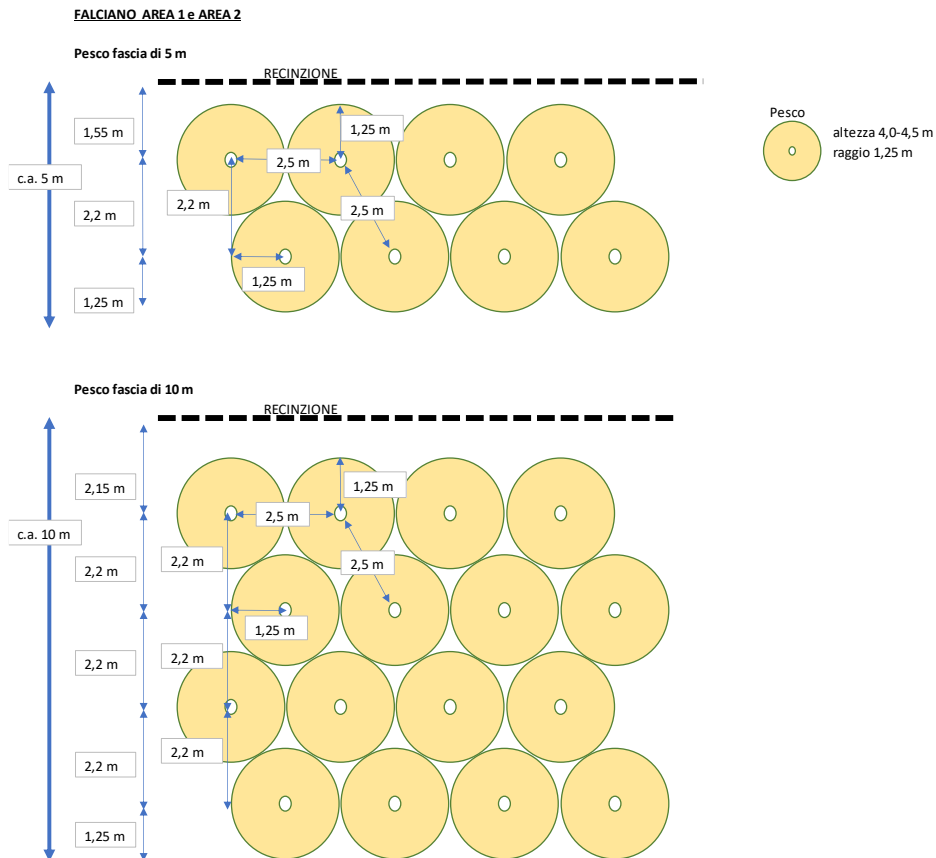 FALCIANO AREA 1 e AREA 2
Pesco fascia di 5 m
RECINZIONE
Pesco
altezza 4,0-4,5 m
raggio 1,25 m
1,55 m
1,25 m
2,5 m
c.a. 5 m
2,2 m
2,2 m
2,5 m
1,25 m
1,25 m
Pesco fascia di 10 m
RECINZIONE
2,15 m
1,25 m
2,5 m
c.a. 10 m
2,2 m
2,2 m
2,5 m
1,25 m
2,2 m
2,2 m
2,2 m
2,2 m
1,25 m